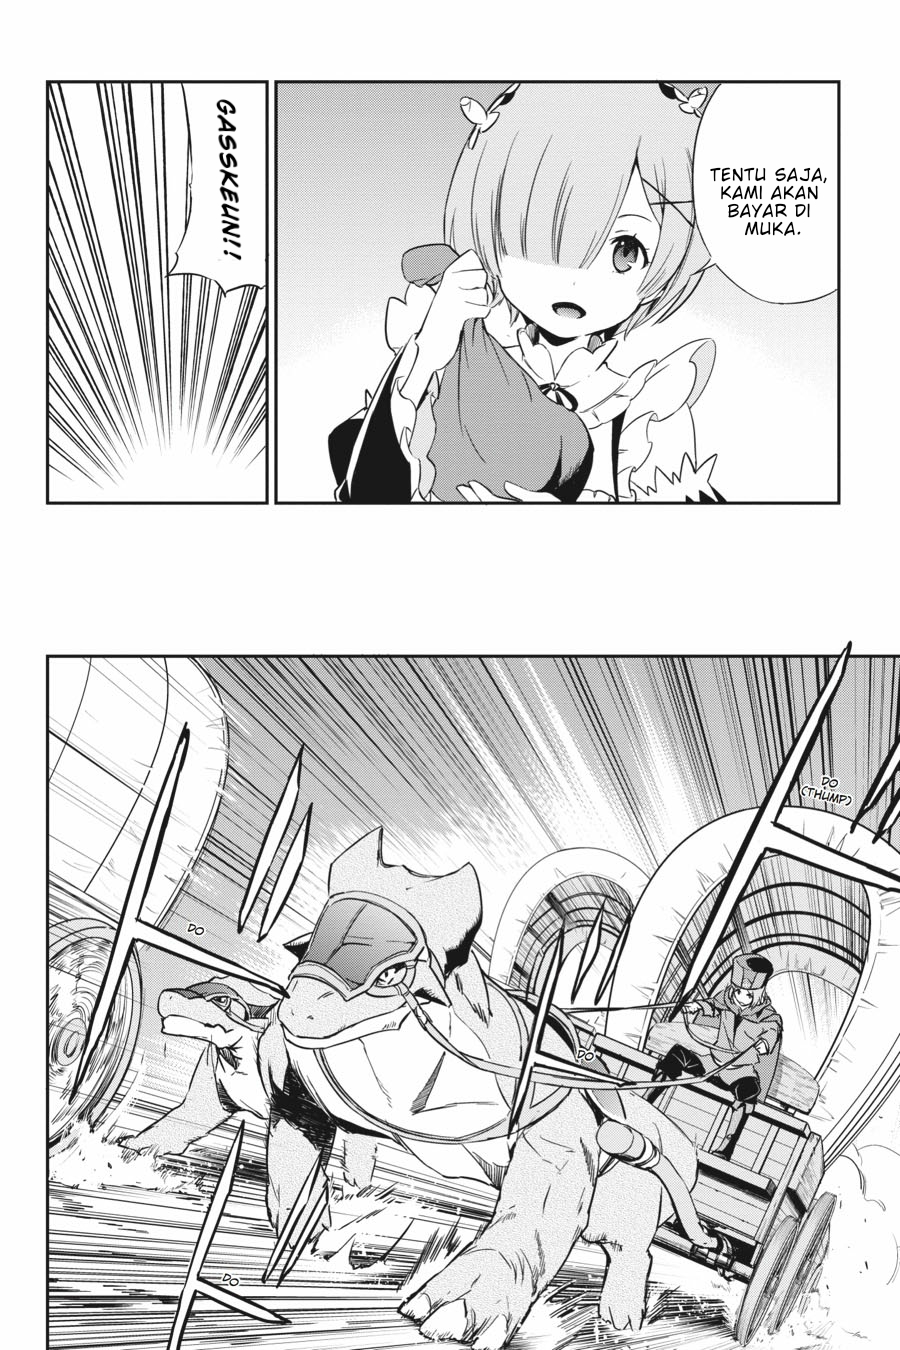 TENTU SAJA,
KAMI AKAN
BAYAR DI
MUKA.
GASSKEUN!!
DO
(THUMP)
DO
DO
DO